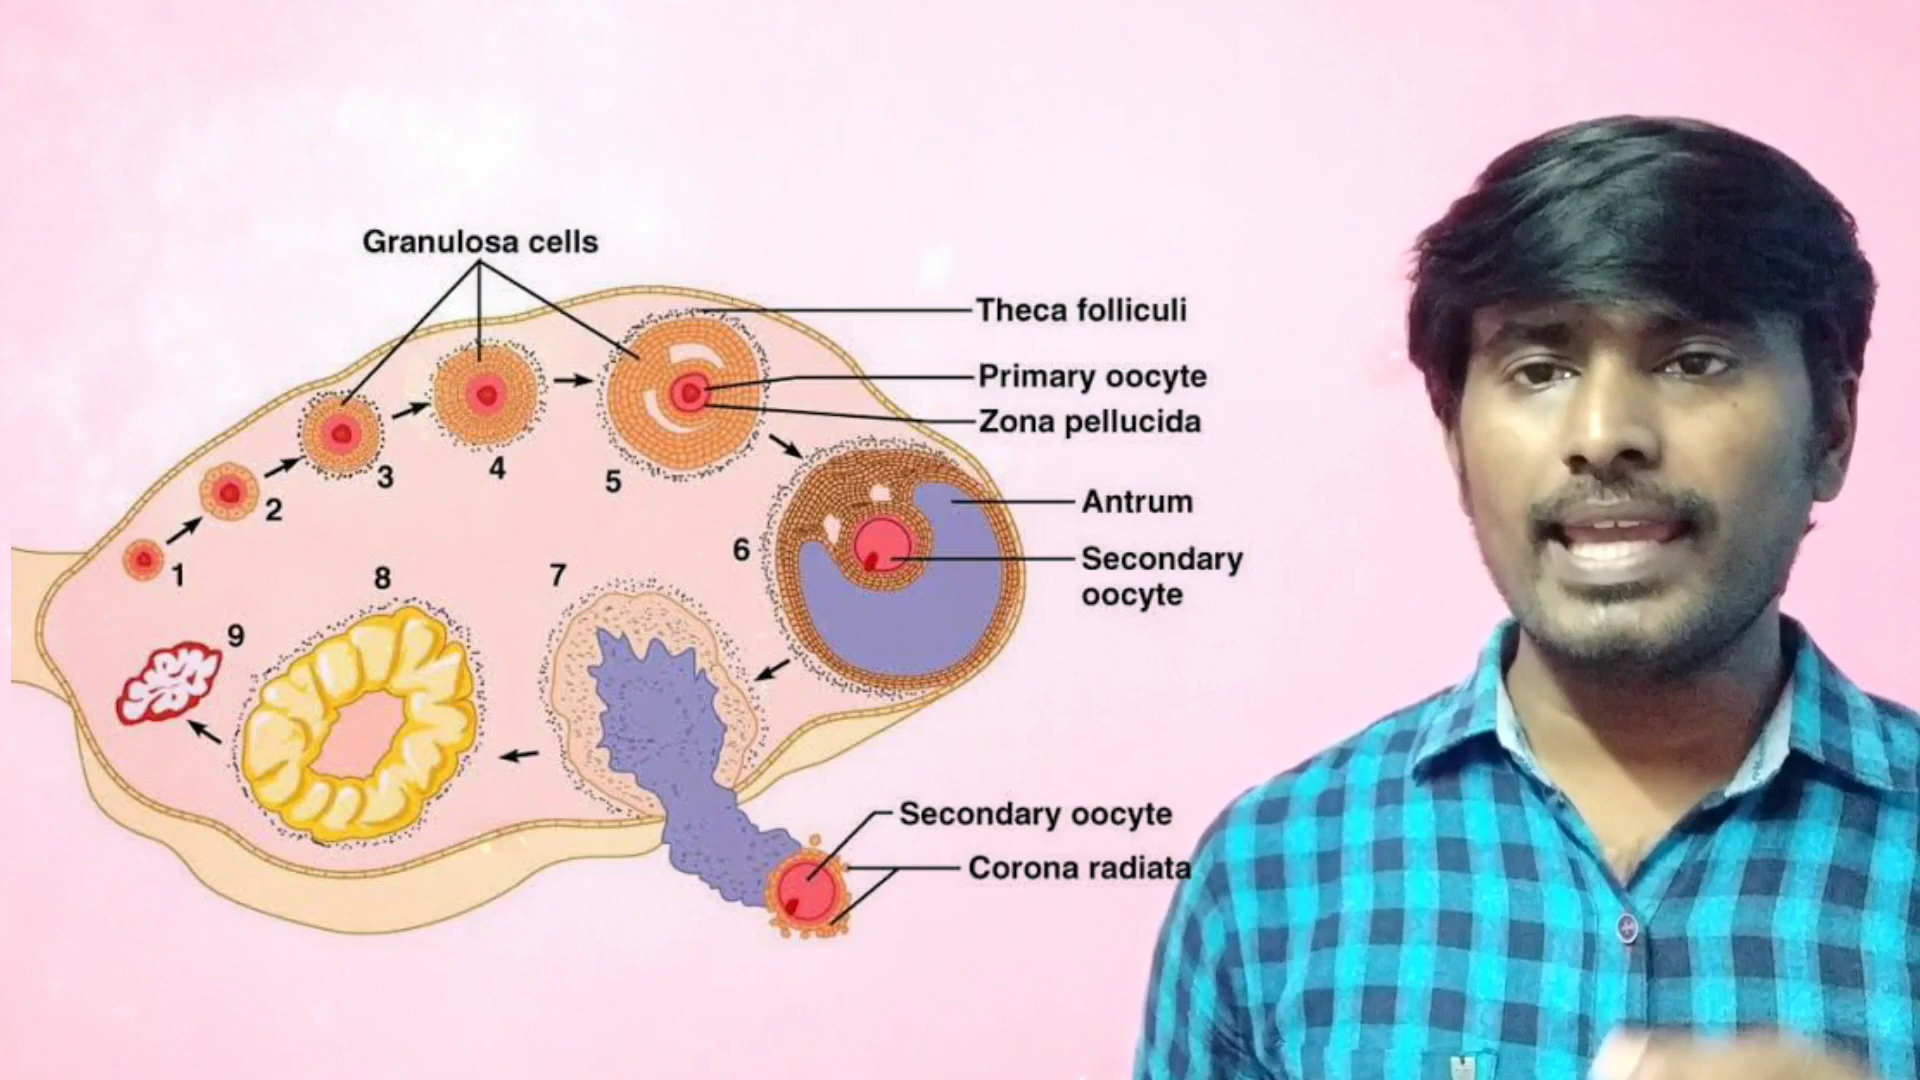 Granulosa cells
Theca folliculi
Primary oocyte
Zona pellucida
Antrum
Secondary
oocyte
Secondary oocyte
Corona radiata
1
2
3
4
5
6
7
8
9